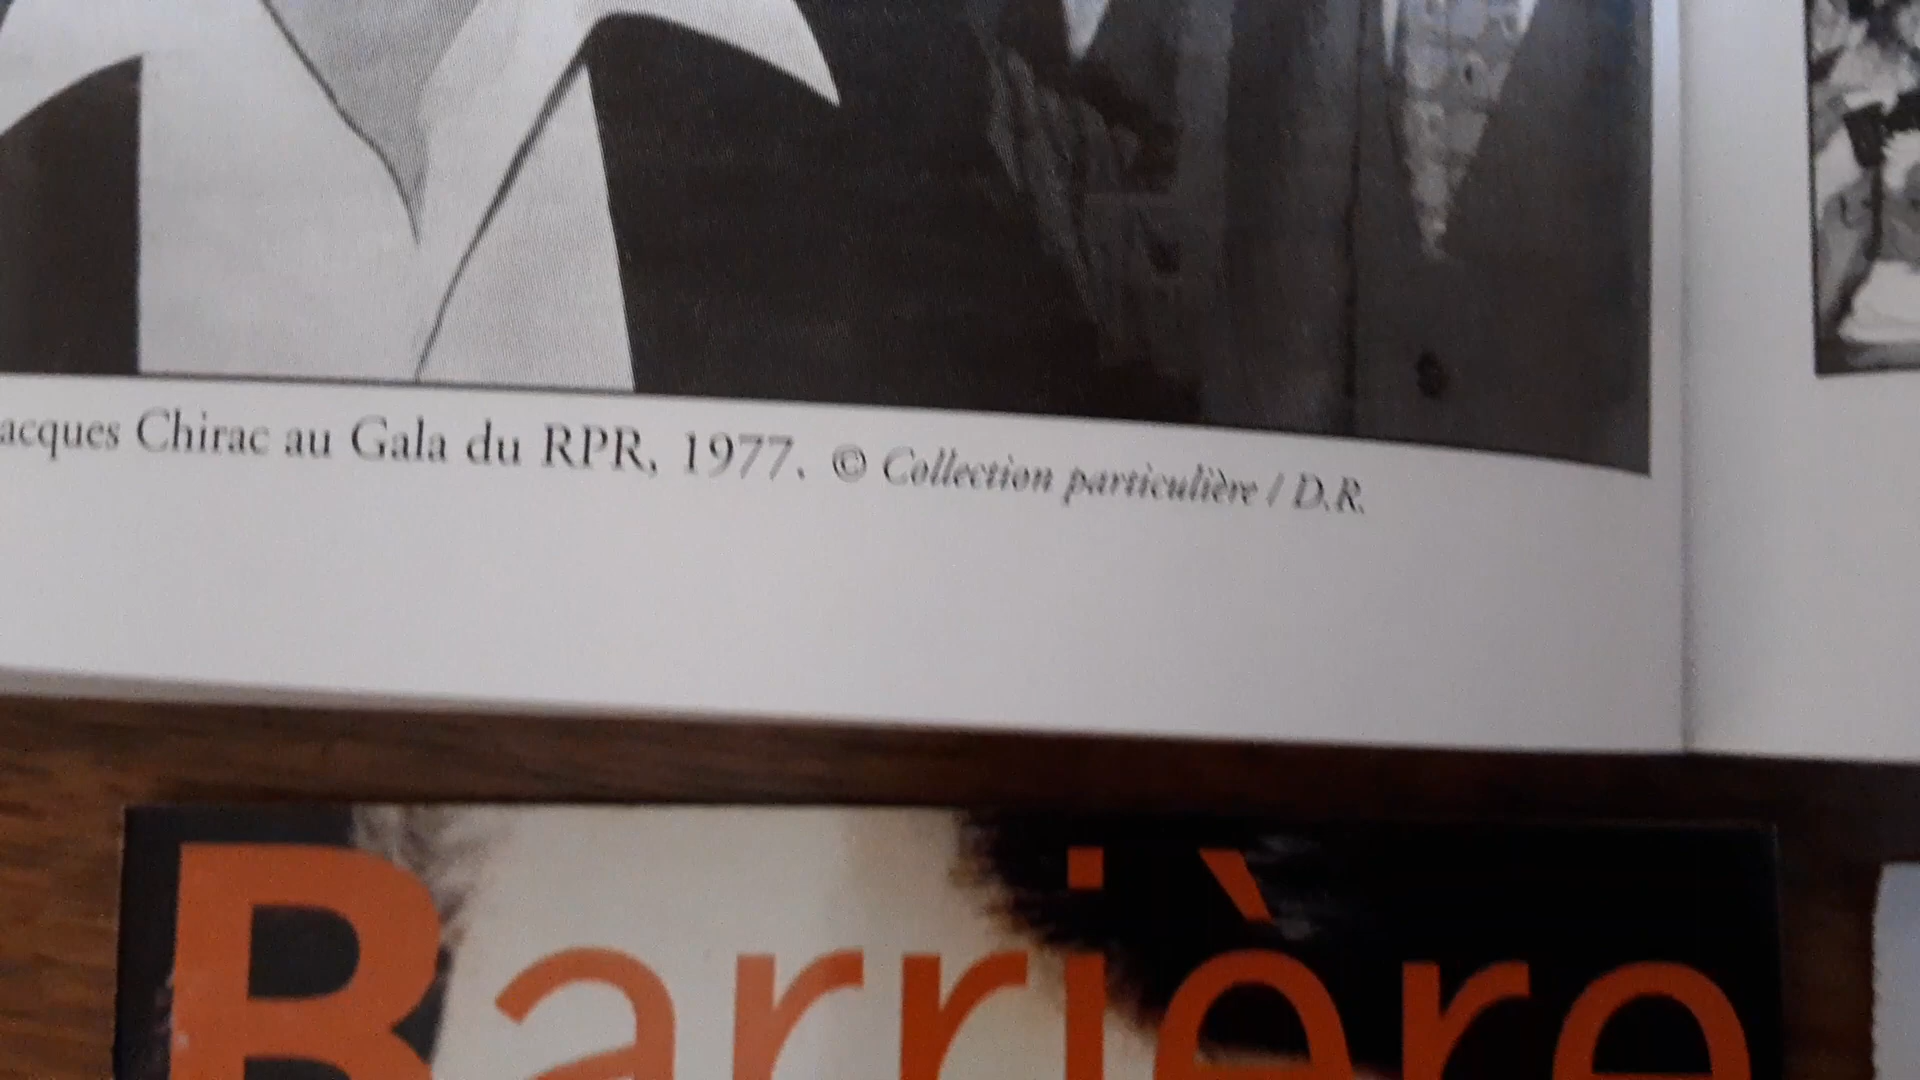 acques Chirac au Gala du RPR, 1977. © Collection particulière / D.R.
Barrière